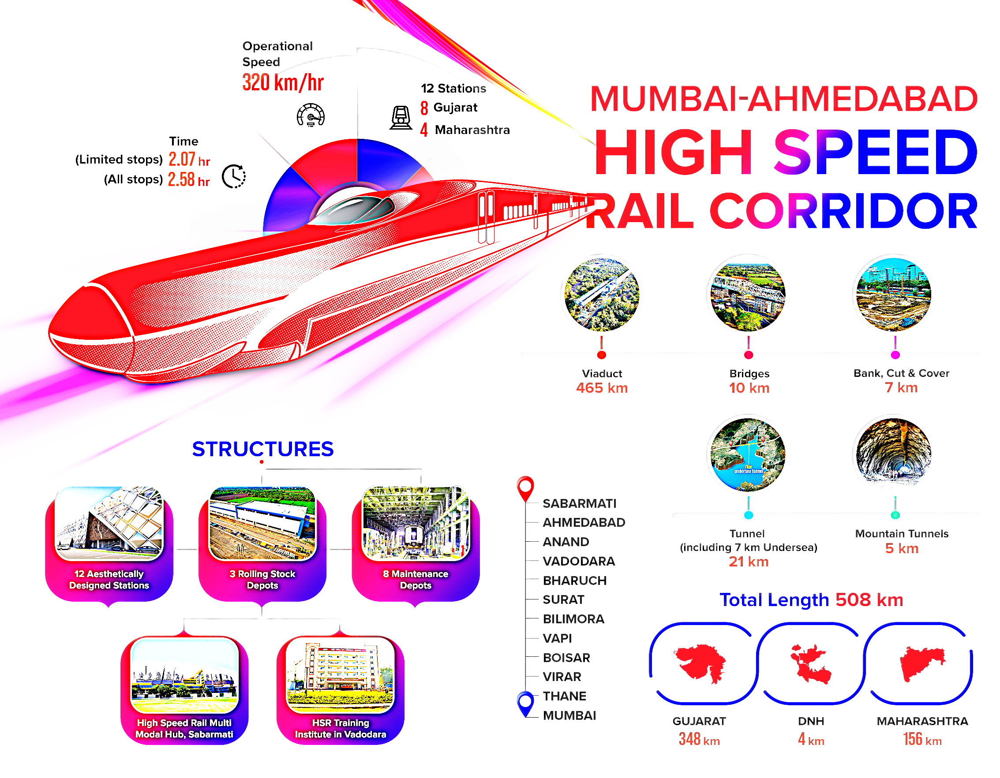 Operational
Speed
320 km/hr
12 Stations
8 Gujarat
4 Maharashtra
Time
(Limited stops) 2.07 hr
(All stops) 2.58 hr
MUMBAI-AHMEDABAD
HIGH SPEED
RAIL CORRIDOR
Viaduct
465 km
Bridges
10 km
Bank, Cut & Cover
7 km
7km
undersea tunnel
Tunnel
(including 7 km Undersea)
21 km
Mountain Tunnels
5 km
STRUCTURES
12 Aesthetically
Designed Stations
3 Rolling Stock
Depots
8 Maintenance
Depots
High Speed Rail Multi
Modal Hub, Sabarmati
HSR Training
Institute in Vadodara
SABARMATI
AHMEDABAD
ANAND
VADODARA
BHARUCH
SURAT
BILIMORA
VAPI
BOISAR
VIRAR
THANE
MUMBAI
Total Length 508 km
GUJARAT
348 km
DNH
4 km
MAHARASHTRA
156 km